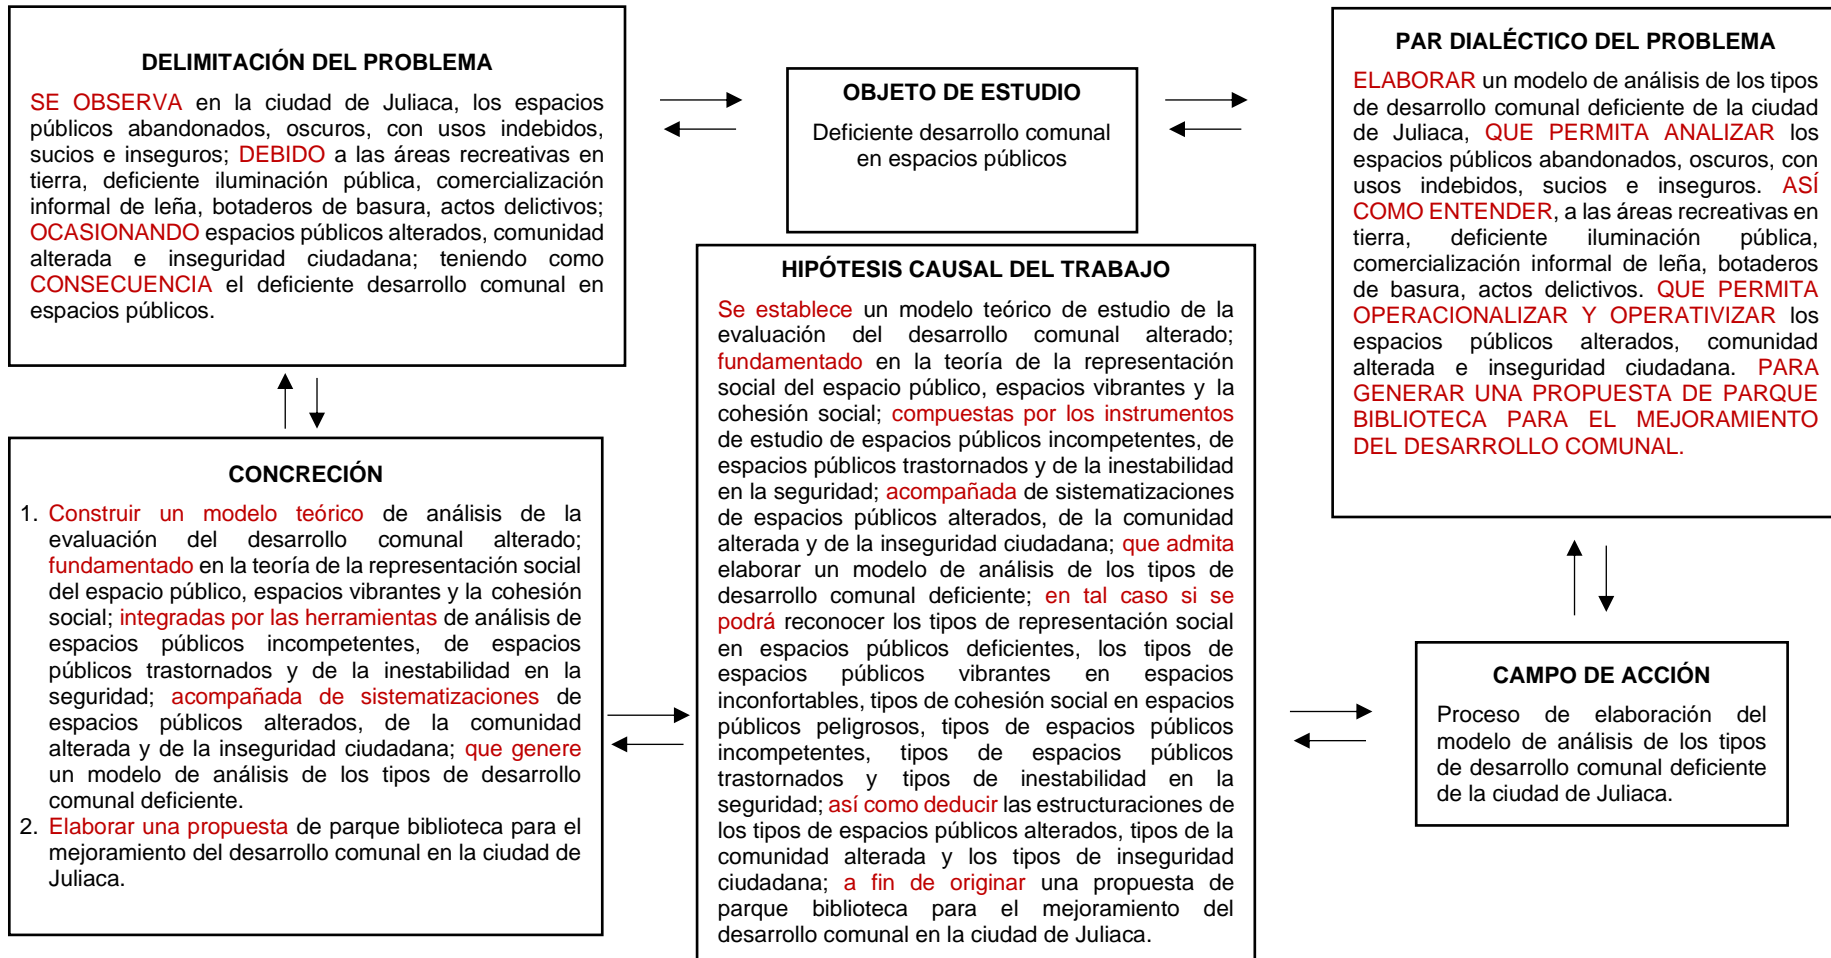 DELIMITACIÓN DEL PROBLEMA
SE OBSERVA en la ciudad de Juliaca, los espacios
públicos abandonados, oscuros, con usos indebidos,
sucios e inseguros; DEBIDO a las áreas recreativas en
tierra, deficiente iluminación pública, comercialización
informal de leña, botaderos de basura, actos delictivos;
OCASIONANDO espacios públicos alterados, comunidad
alterada e inseguridad ciudadana; teniendo como
CONSECUENCIA el deficiente desarrollo comunal en
espacios públicos.
OBJETO DE ESTUDIO
Deficiente desarrollo comunal
en espacios públicos
PAR DIALÉCTICO DEL PROBLEMA
ELABORAR un modelo de análisis de los tipos
de desarrollo comunal deficiente de la ciudad
de Juliaca, QUE PERMITA ANALIZAR los
espacios públicos abandonados, oscuros, con
usos indebidos, sucios e inseguros. ASÍ
COMO ENTENDER, a las áreas recreativas en
tierra, deficiente iluminación pública,
comercialización informal de leña, botaderos
de basura, actos delictivos. QUE PERMITA
OPERACIONALIZAR Y OPERATIVIZAR los
espacios públicos alterados, comunidad
alterada e inseguridad ciudadana. PARA
GENERAR UNA PROPUESTA DE PARQUE
BIBLIOTECA PARA EL MEJORAMIENTO
DEL DESARROLLO COMUNAL.
CONCRECIÓN
1. Construir un modelo teórico de análisis de la
evaluación del desarrollo comunal alterado;
fundamentado en la teoría de la representación social
del espacio público, espacios vibrantes y la cohesión
social; integradas por las herramientas de análisis de
espacios públicos incompetentes, de espacios
públicos trastornados y de la inestabilidad en la
seguridad; acompañada de sistematizaciones de
espacios públicos alterados, de la comunidad
alterada y de la inseguridad ciudadana; que genere
un modelo de análisis de los tipos de desarrollo
comunal deficiente.
2. Elaborar una propuesta de parque biblioteca para el
mejoramiento del desarrollo comunal en la ciudad de
Juliaca.
HIPÓTESIS CAUSAL DEL TRABAJO
Se establece un modelo teórico de estudio de la
evaluación del desarrollo comunal alterado;
fundamentado en la teoría de la representación
social del espacio público, espacios vibrantes y la
cohesión social; compuestas por los instrumentos
de estudio de espacios públicos incompetentes, de
espacios públicos trastornados y de la inestabilidad
en la seguridad; acompañada de sistematizaciones
de espacios públicos alterados, de la comunidad
alterada y de la inseguridad ciudadana; que admita
elaborar un modelo de análisis de los tipos de
desarrollo comunal deficiente; en tal caso si se
podrá reconocer los tipos de representación social
en espacios públicos deficientes, los tipos de
espacios públicos vibrantes en espacios
inconfortables, tipos de cohesión social en espacios
públicos peligrosos, tipos de espacios públicos
incompetentes, tipos de espacios públicos
trastornados y tipos de inestabilidad en la
seguridad; así como deducir las estructuraciones de
los tipos de espacios públicos alterados, tipos de la
comunidad alterada y los tipos de inseguridad
ciudadana; a fin de originar una propuesta de
parque biblioteca para el mejoramiento del
desarrollo comunal en la ciudad de Juliaca.
CAMPO DE ACCIÓN
Proceso de elaboración del
modelo de análisis de los tipos
de desarrollo comunal deficiente
de la ciudad de Juliaca.